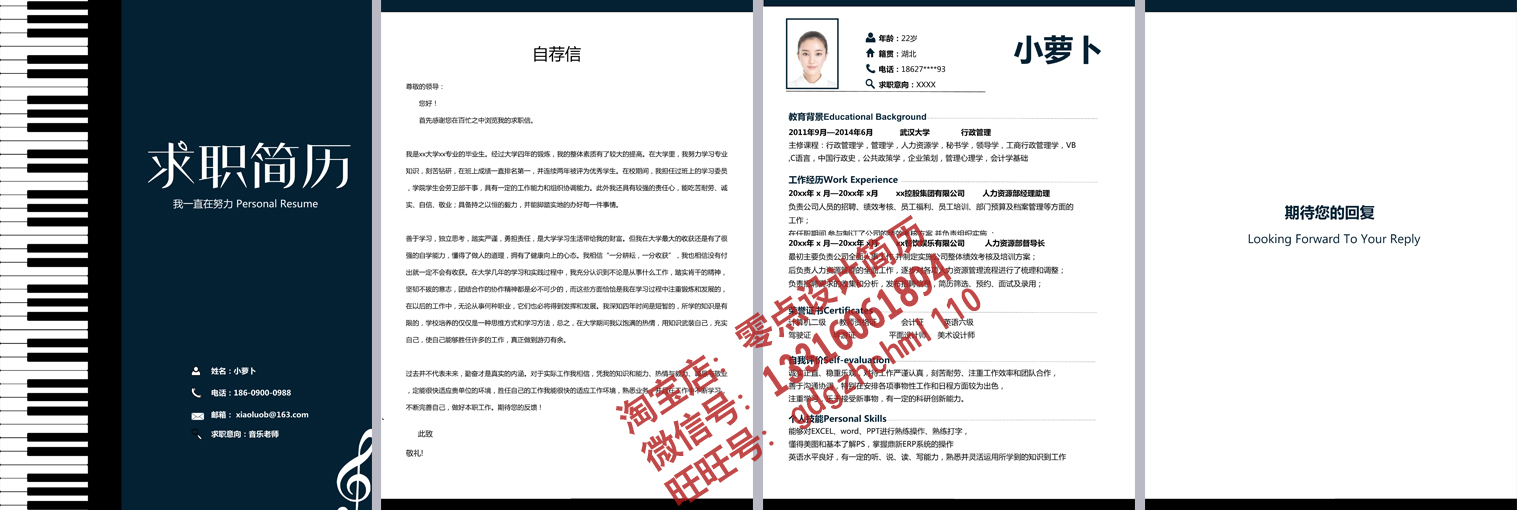 求职简历
我一直在努力 Personal Resume
姓名：小萝卜
电话：186-0900-0988
邮箱： xiaoluob@163.com
求职意向：音乐老师
自荐信
尊敬的领导：
您好！
首先感谢您在百忙之中浏览我的求职信。
我是xx大学xx专业的毕业生。经过大学四年的锻炼，我的整体素质有了较大的提高。在大学里，我努力学习专业
知识，刻苦钻研，在班上成绩一直排名第一，并连续两年被评为优秀学生。在校期间，我担任过班上的学习委员
，学院学生会劳卫部干事，具有一定的工作能力和组织协调能力。此外我还具有较强的责任心，能吃苦耐劳、诚
实、自信、敬业；具备持之以恒的毅力，并能脚踏实地的办好每一件事情。
善于学习，独立思考，踏实严谨，勇担责任，是大学学习生活带给我的财富。但我在大学最大的收获还是有了很
强的自学能力，懂得了做人的道理，拥有了健康向上的心态。我相信“一分耕耘，一分收获”，我也相信没有付
出就一定不会有收获。在大学几年的学习和实践过程中，我充分认识到不论是从事什么工作，踏实肯干的精神，
坚韧不拔的意志，团结合作的协作精神都是必不可少的，而这些方面恰恰是我在学习过程中注重锻炼和发展的，
在以后的工作中，无论从事何种职业，它们也必将得到发挥和发展。我深知四年时间是短暂的，所学的知识是有
限的，学校培养的仅仅是一种思维方式和学习方法，总之，在大学期间我以饱满的热情，用知识武装自己，充实
自己，使自己能够胜任许多的工作，真正做到游刃有余。
过去并不代表未来，勤奋才是真实的内涵。对于实际工作我相信，凭我的知识和能力、热情与毅力、诚信与敬业
，定能很快适应贵单位的环境，胜任自己的工作我能很快的适应工作环境，熟悉业务，并且在工作中不断学习，
不断完善自己，做好本职工作。期待您的反馈！
此致
敬礼!
年龄：22岁
籍贯：湖北
电话：18627****93
求职意向：XXXX
小萝卜
教育背景Educational Background
2011年9月—2014年6月 武汉大学 行政管理
主修课程：行政管理学，管理学，人力资源学，秘书学，领导学，工商行政管理学，VB
,C语言，中国行政史，公共政策学，企业策划，管理心理学，会计学基础
工作经历Work Experience
20xx年 x 月—20xx年 x月 xx控股集团有限公司 人力资源部经理助理
负责公司人员的招聘、绩效考核、员工福利、员工培训、部门预算及档案管理等方面的
工作；
在任职期间,参与制订了公司的绩效考核方案,并负责组织实施；
20xx年 x 月—20xx年 x月 xx餐饮娱乐有限公司 人力资源部督导长
最初主要负责公司全面人事工作,并制定实施公司整体绩效考核及培训方案；
后负责人力资源管理的全面工作，逐步对各项人力资源管理流程进行了梳理和调整；
负责招聘需求的收集和分析，发布招聘信息，简历筛选、预约、面试及录用；
荣誉证书Certificates
计算机二级 教师资格证 会计证 英语六级
驾驶证 导游证 平面设计师 美术设计师
自我评价Self-evaluation
诚实正直、稳重乐观，对待工作严谨认真，刻苦耐劳、注重工作效率和团队合作，
善于沟通协调，特别在安排各项事物性工作和日程方面较为出色，
注重学习，乐于接受新事物，有一定的科研创新能力。
个人技能Personal Skills
能够对EXCEL、word、PPT进行熟练操作、熟练打字，
懂得美图和基本了解PS，掌握鼎新ERP系统的操作
英语水平良好，有一定的听、说、读、写能力，熟悉并灵活运用所学到的知识到工作
期待您的回复
Looking Forward To Your Reply
淘宝店：零点设计简历
微信号：13316061894
旺旺号：gdgzhchm1110